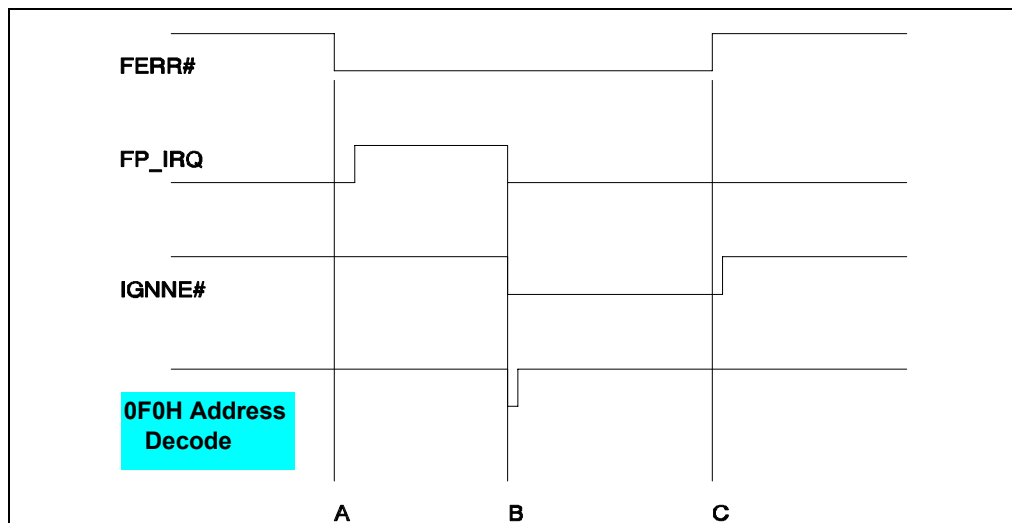 FERR#
FP_IRQ
IGNNE#
0F0H Address
Decode
A B C